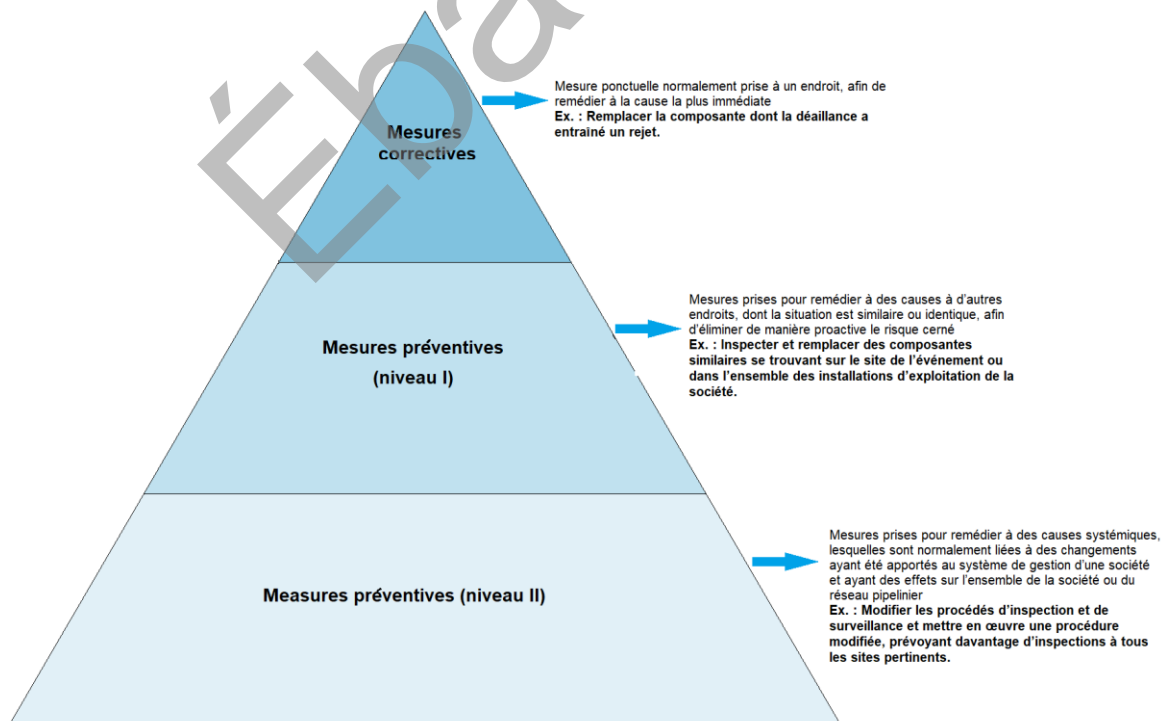 Éba
Mesure ponctuelle normalement prise à un endroit, afin de
remédier à la cause la plus immédiate
Ex. : Remplacer la composante dont la déaillance a
entraîné un rejet.
Mesures
correctives
Mesures prises pour remédier à des causes à d’autres
endroits, dont la situation est similaire ou identique, afin
d’éliminer de manière proactive le risque cerné
Ex. : Inspecter et remplacer des composantes
similaires se trouvant sur le site de l’événement ou
dans l’ensemble des installations d’exploitation de la
société.
Mesures préventives
(niveau I)
Mesures prises pour remédier à des causes systémiques,
lesquelles sont normalement liées à des changements
ayant été apportés au système de gestion d’une société
et ayant des effets sur l’ensemble de la société ou du
réseau pipelinier
Ex. : Modifier les procédés d’inspection et de
surveillance et mettre en œuvre une procédure
modifiée, prévoyant davantage d’inspections à tous
les sites pertinents.
Measures préventives (niveau II)